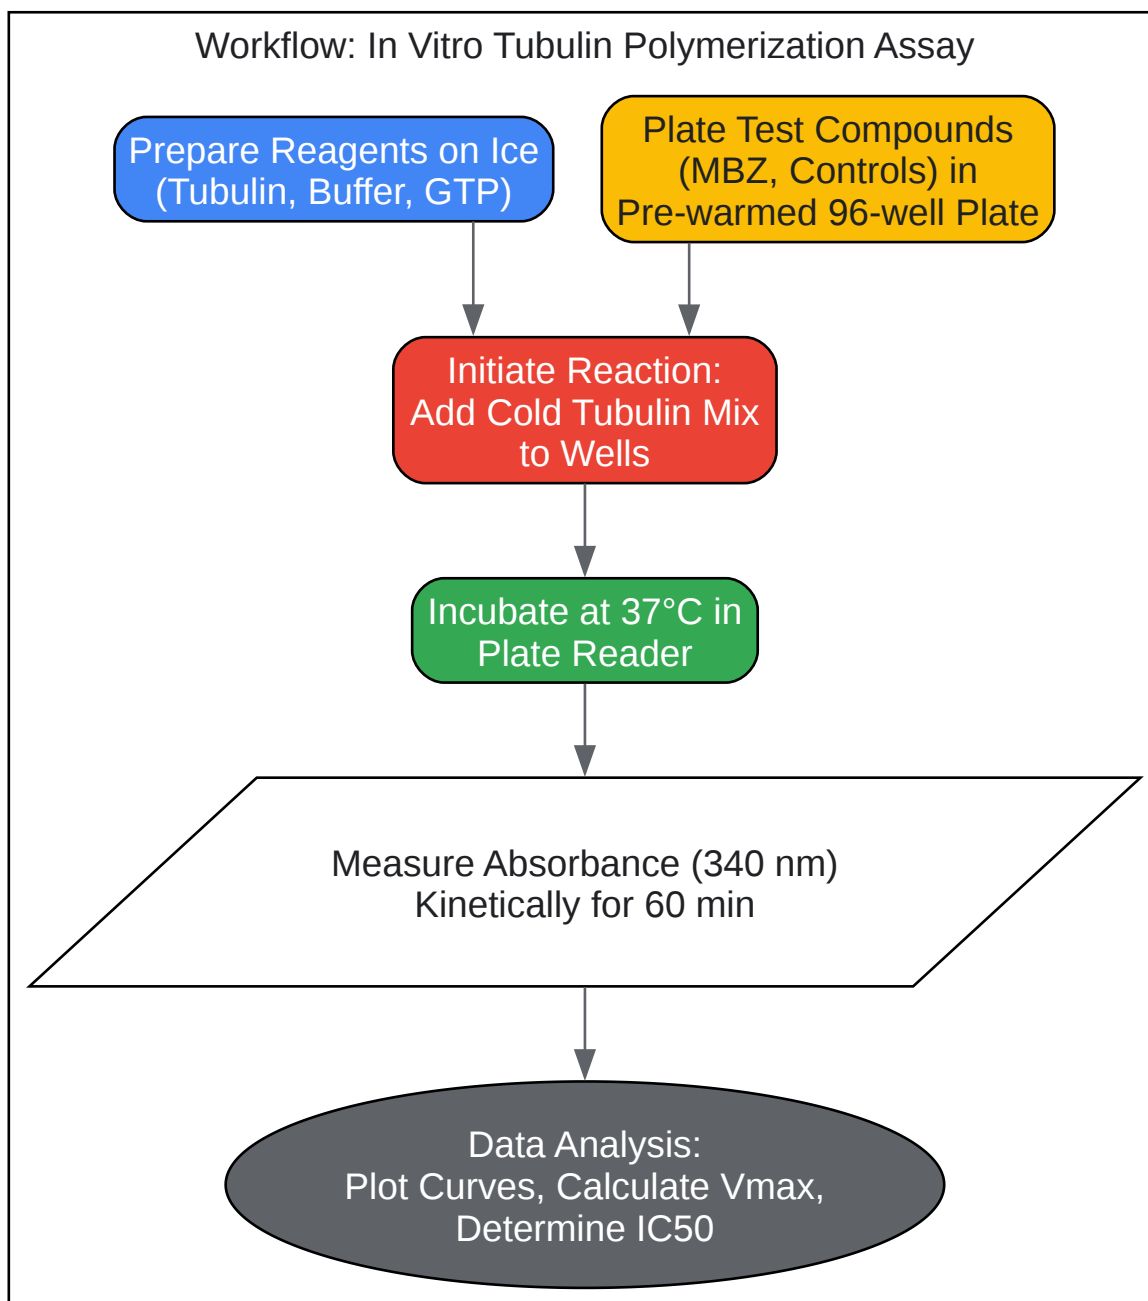 Workflow: In Vitro Tubulin Polymerization Assay
Prepare Reagents on Ice
(Tubulin, Buffer, GTP)
Plate Test Compounds
(MBZ, Controls) in
Pre-warmed 96-well Plate
Initiate Reaction:
Add Cold Tubulin Mix
to Wells
Incubate at 37°C in
Plate Reader
Measure Absorbance (340 nm)
Kinetically for 60 min
Data Analysis:
Plot Curves, Calculate Vmax,
Determine IC50